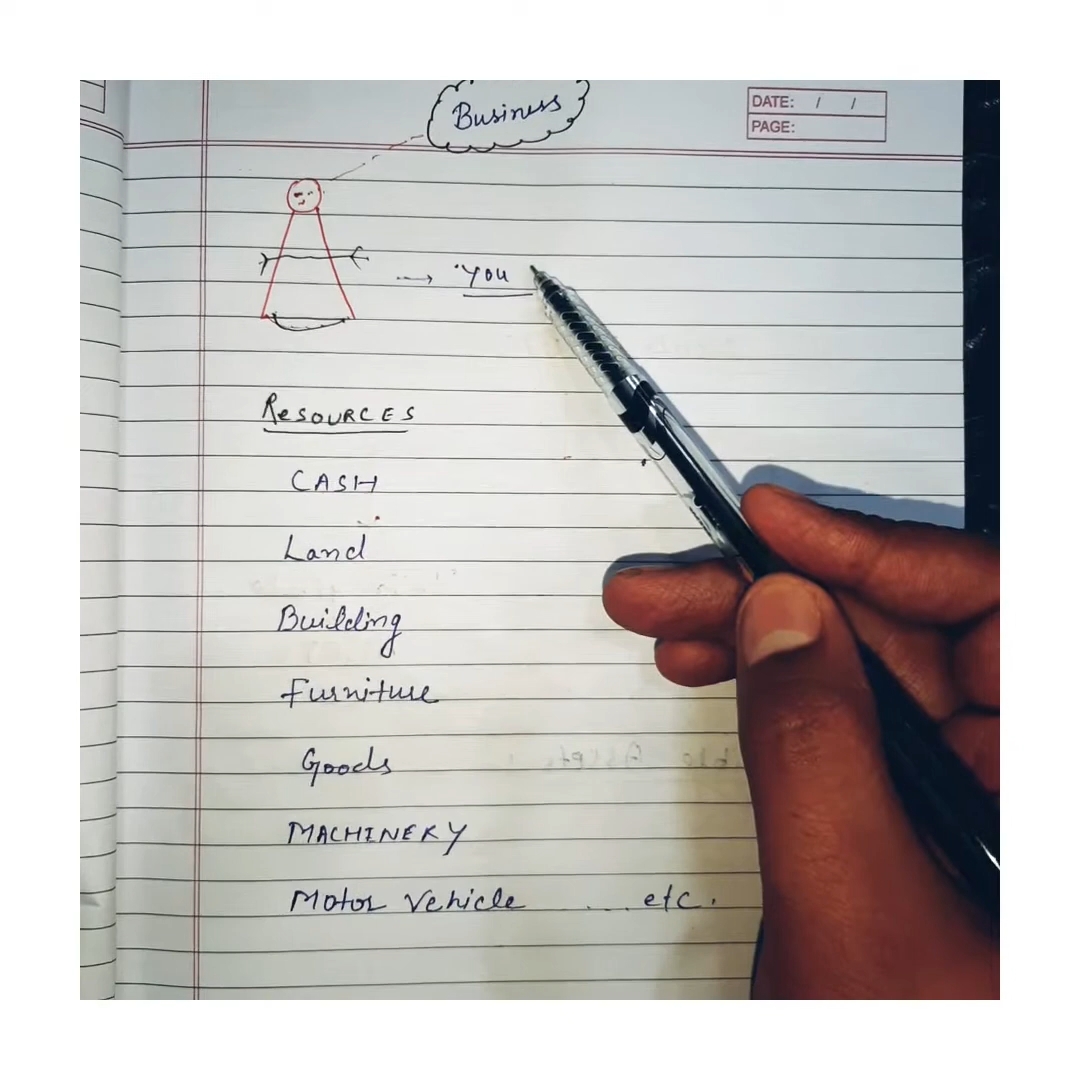 Business
DATE: / /
PAGE:
You
RESOURCES
CASH
Land
Building
Furniture
Goods
MACHINERY
Motor Vehicle ... etc.